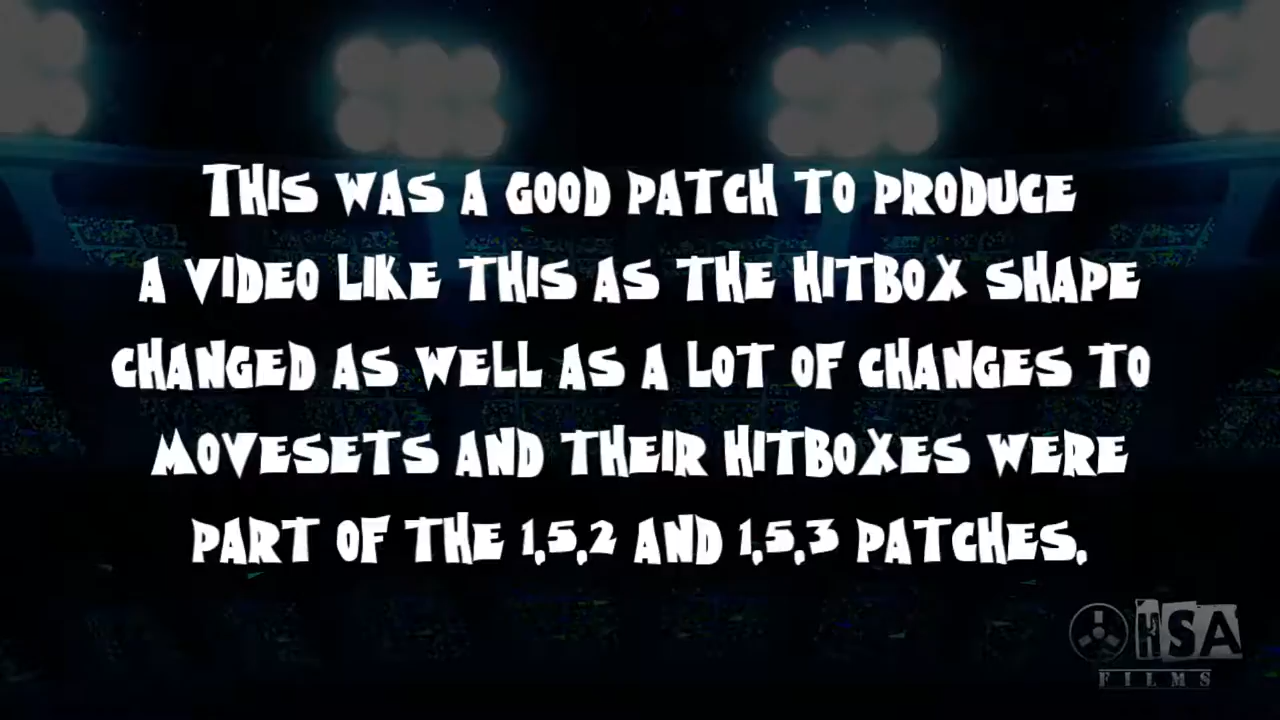 This was a good patch to produce
a video like this as the hitbox shape
changed as well as a lot of changes to
movesets and their hitboxes were
part of the 1.5.2 and 1.5.3 patches.
HSA
FILMS